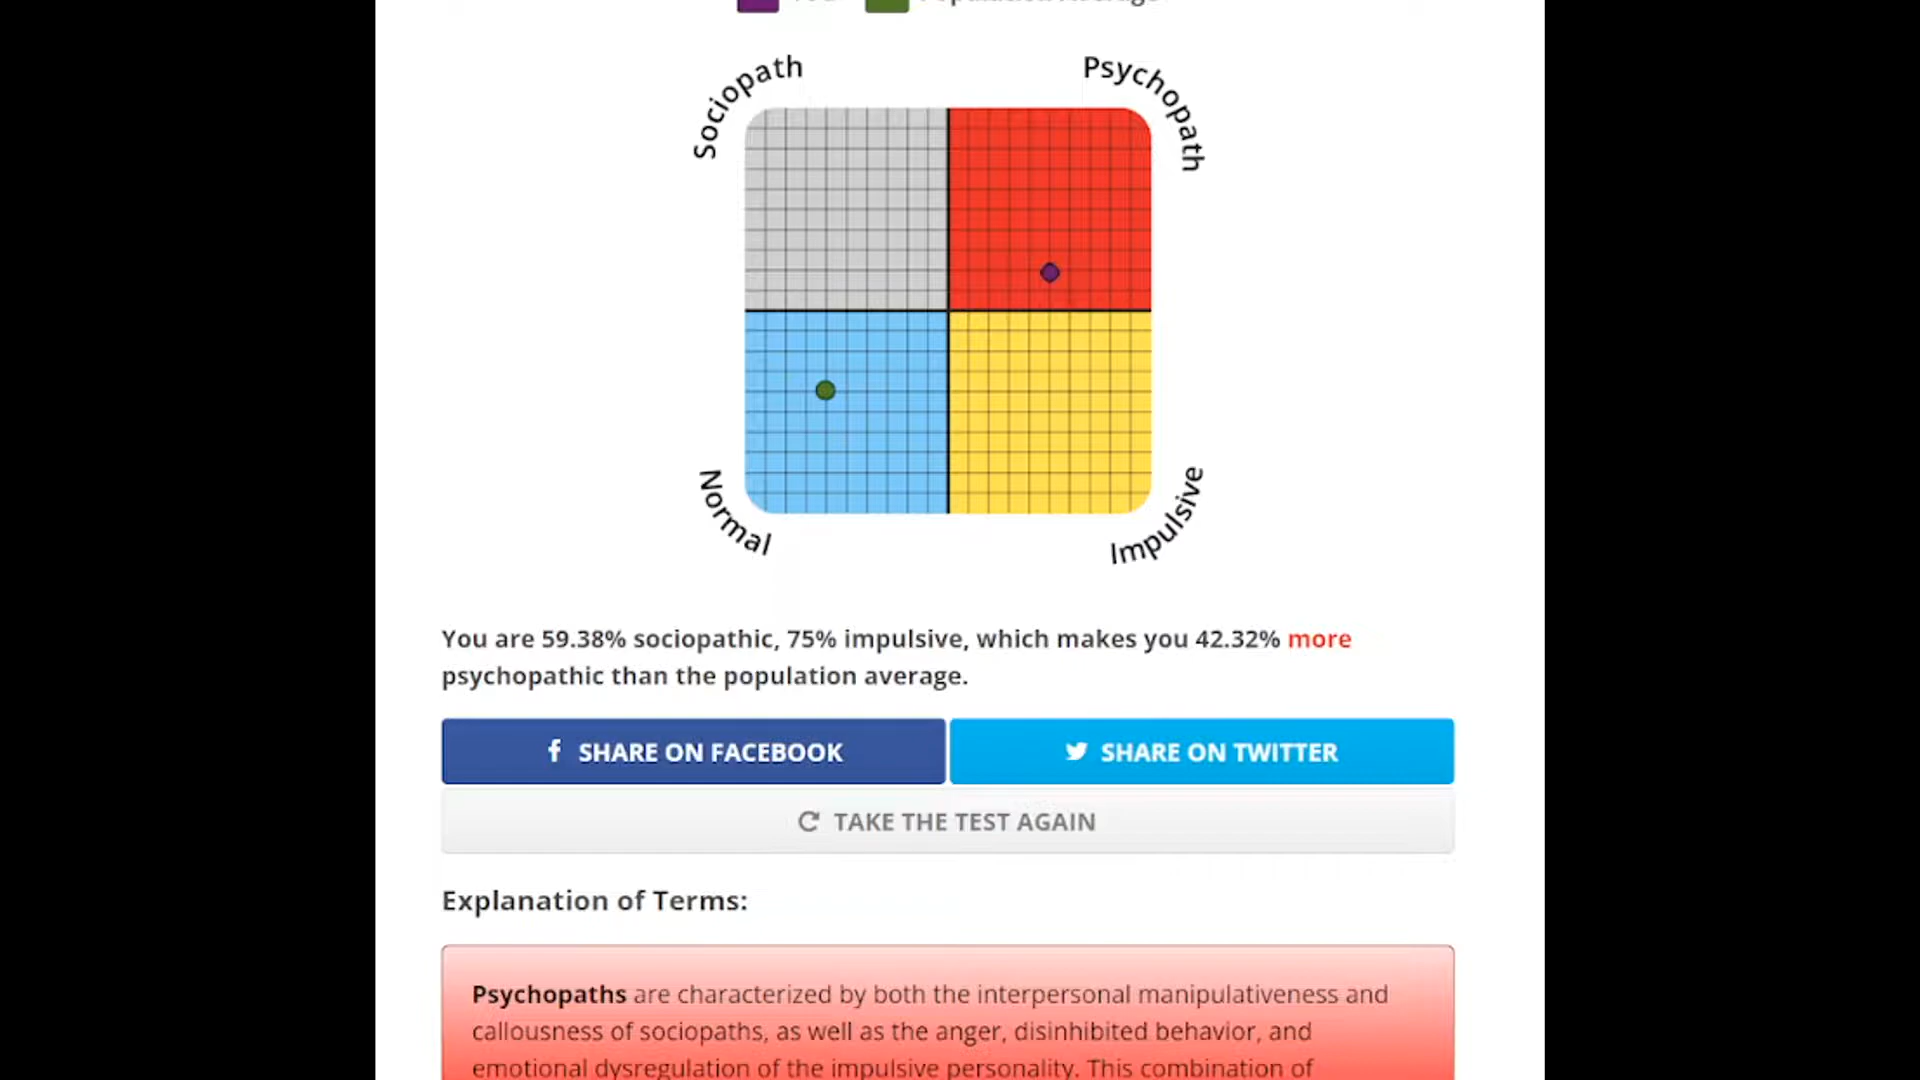 Sociopath
Psychopath
Normal
Impulsive
You are 59.38% sociopathic, 75% impulsive, which makes you 42.32% more
psychopathic than the population average.
SHARE ON FACEBOOK
SHARE ON TWITTER
TAKE THE TEST AGAIN
Explanation of Terms:
Psychopaths are characterized by both the interpersonal manipulativeness and
callousness of sociopaths, as well as the anger, disinhibited behavior, and
emotional dysregulation of the impulsive personality. This combination of